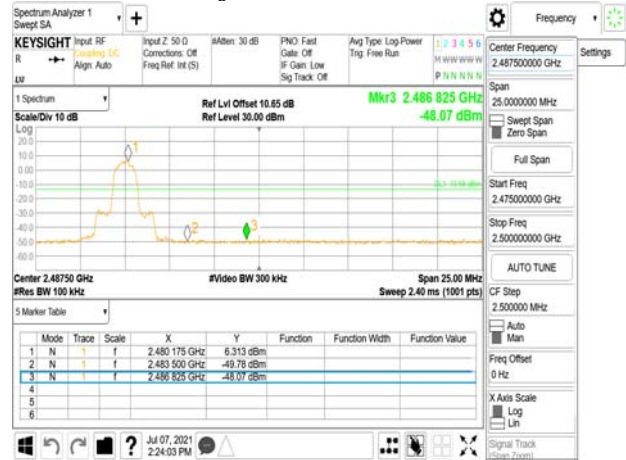 Spectrum Analyzer 1
Swept SA
+
Frequency
KEYSIGHT
R
LU
Input: RF
Coupling: DC
Align: Auto
Input Z: 50 Ω
Corrections: Off
Freq Ref: Int (S)
#Atten: 30 dB
PNO: Fast
Gate: Off
IF Gain: Low
Sig Track: Off
Avg Type: Log-Power
Trig: Free Run
1 2 3 4 5 6
M W W W W W
P N N N N N
Center Frequency
2.487500000 GHz
Settings
1 Spectrum
Scale/Div 10 dB
Ref Lvl Offset 10.65 dB
Ref Level 30.00 dBm
Mkr3 2.486 825 GHz
-48.07 dBm
Span
25.0000000 MHz
Swept Span
Zero Span
Full Span
Log
20.0
10.0
0.00
-10.0
-20.0
-30.0
-40.0
-50.0
-60.0
1
2
3
Start Freq
2.475000000 GHz
Stop Freq
2.500000000 GHz
AUTO TUNE
Center 2.48750 GHz
#Res BW 100 kHz
#Video BW 300 kHz
Span 25.00 MHz
Sweep 2.40 ms (1001 pts)
CF Step
2.500000 MHz
Auto
Man
5 Marker Table
Mode Trace Scale X Y Function Function Width Function Value
1 N 1 f 2.480 175 GHz 6.313 dBm
2 N 1 f 2.483 500 GHz -49.78 dBm
3 N 1 f 2.486 825 GHz -48.07 dBm
4
5
6
Freq Offset
0 Hz
X Axis Scale
Log
Lin
Signal Track
(Span Zoom)
?
Jul 07, 2021
2:24:03 PM